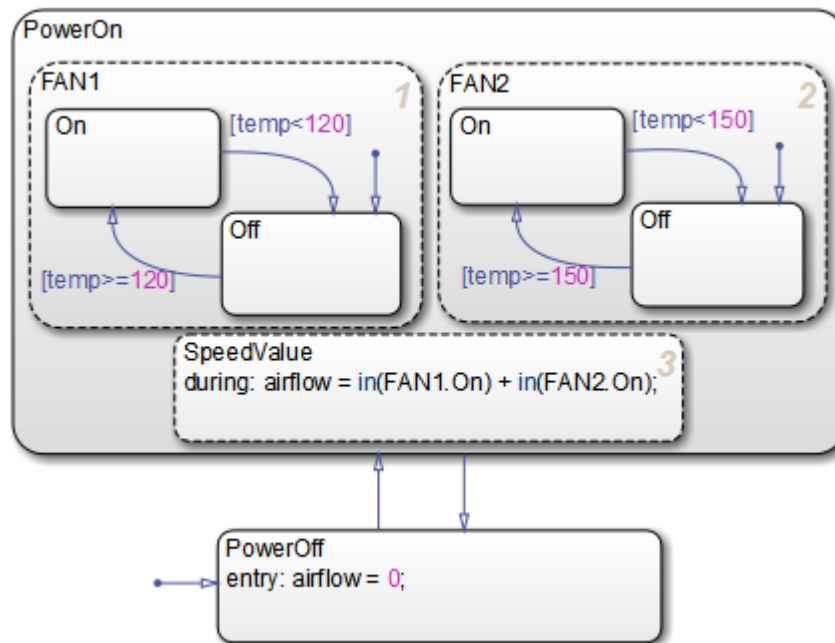 PowerOn
FAN1
1
On
[temp<120]
Off
[temp>=120]
FAN2
2
On
[temp<150]
Off
[temp>=150]
SpeedValue
3
during: airflow = in(FAN1.On) + in(FAN2.On);
PowerOff
entry: airflow = 0;